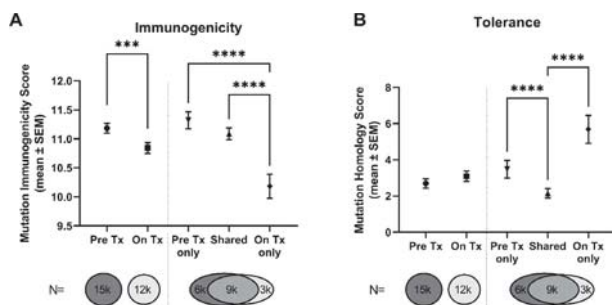 A
Immunogenicity
***
****
****
Mutation Immunogenicity Score
(mean ± SEM)
12.0
11.5
11.0
10.5
10.0
9.5
Pre Tx
On Tx
Pre Tx only
Shared
On Tx only
N=
15k
12k
6k
9k
3k
B
Tolerance
****
****
Mutation Homology Score
(mean ± SEM)
8
6
4
2
0
Pre Tx
On Tx
Pre Tx only
Shared
On Tx only
N=
15k
12k
6k
9k
3k